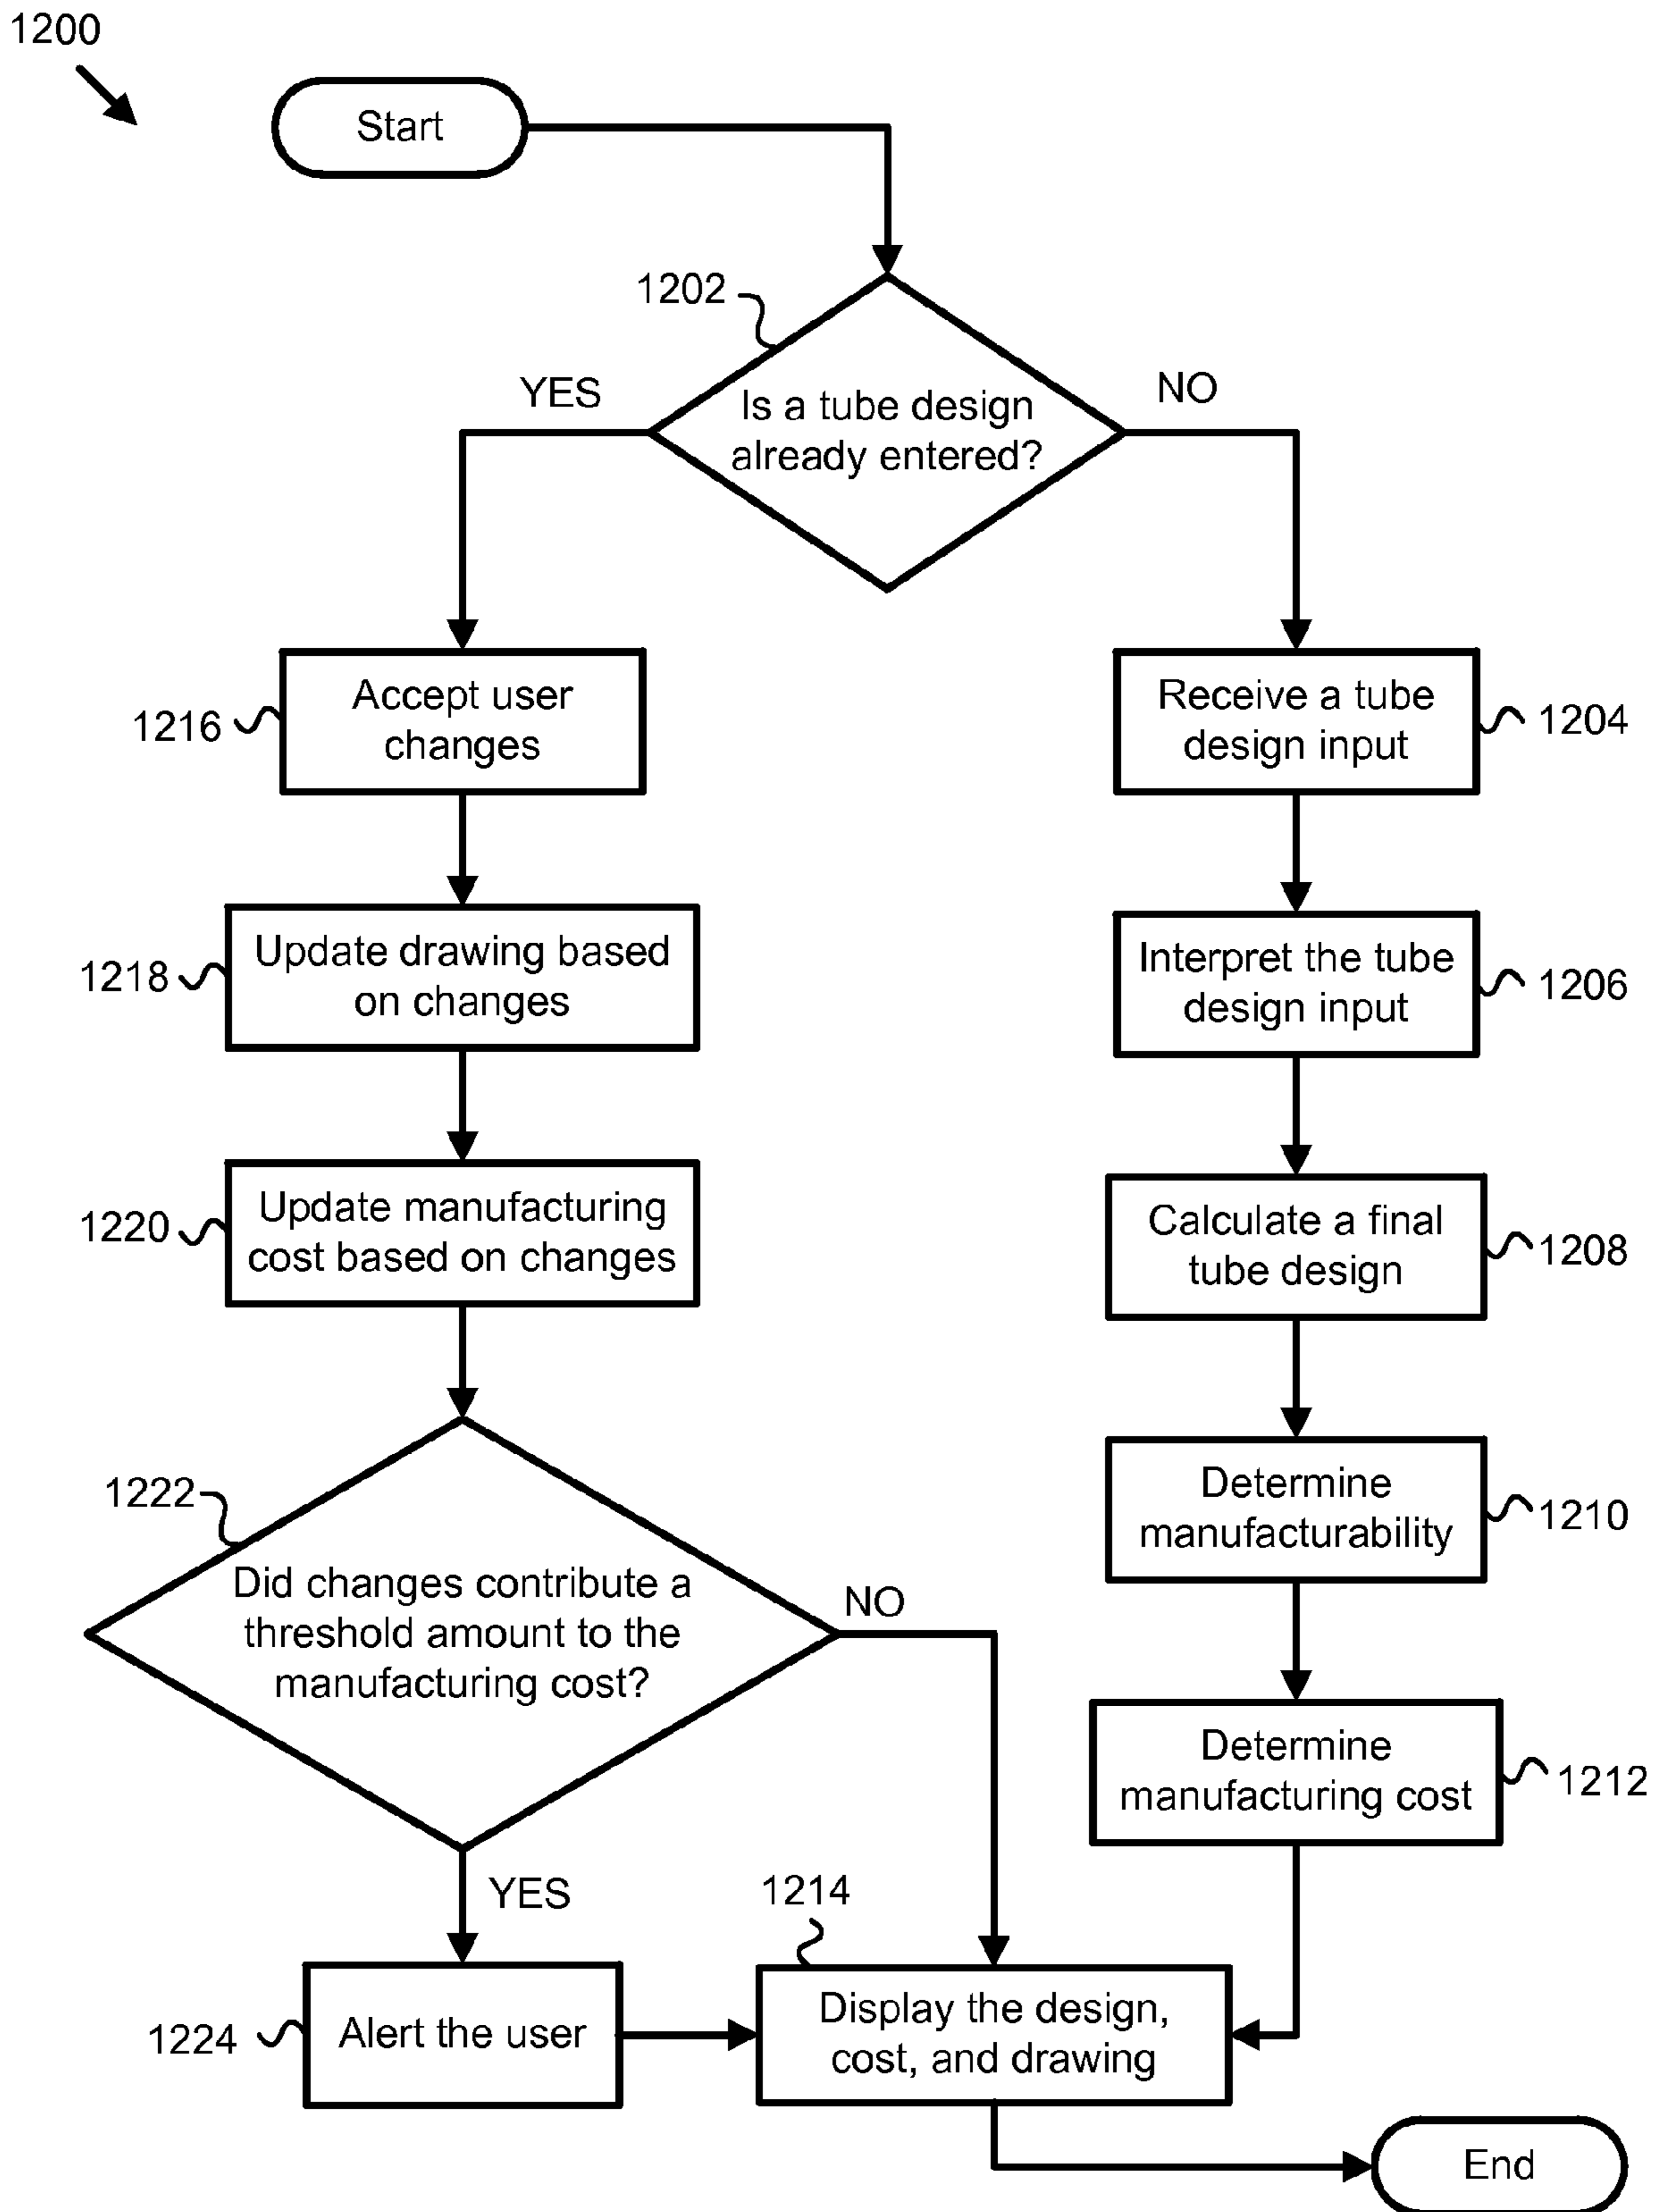 1200
Start
1202
YES
NO
Is a tube design
already entered?
1216
Accept user
changes
Receive a tube
design input
1204
1218
Update drawing based
on changes
Interpret the tube
design input
1206
1220
Update manufacturing
cost based on changes
Calculate a final
tube design
1208
1222
Did changes contribute a
threshold amount to the
manufacturing cost?
NO
Determine
manufacturability
1210
Determine
manufacturing cost
1212
YES
1214
1224
Alert the user
Display the design,
cost, and drawing
End